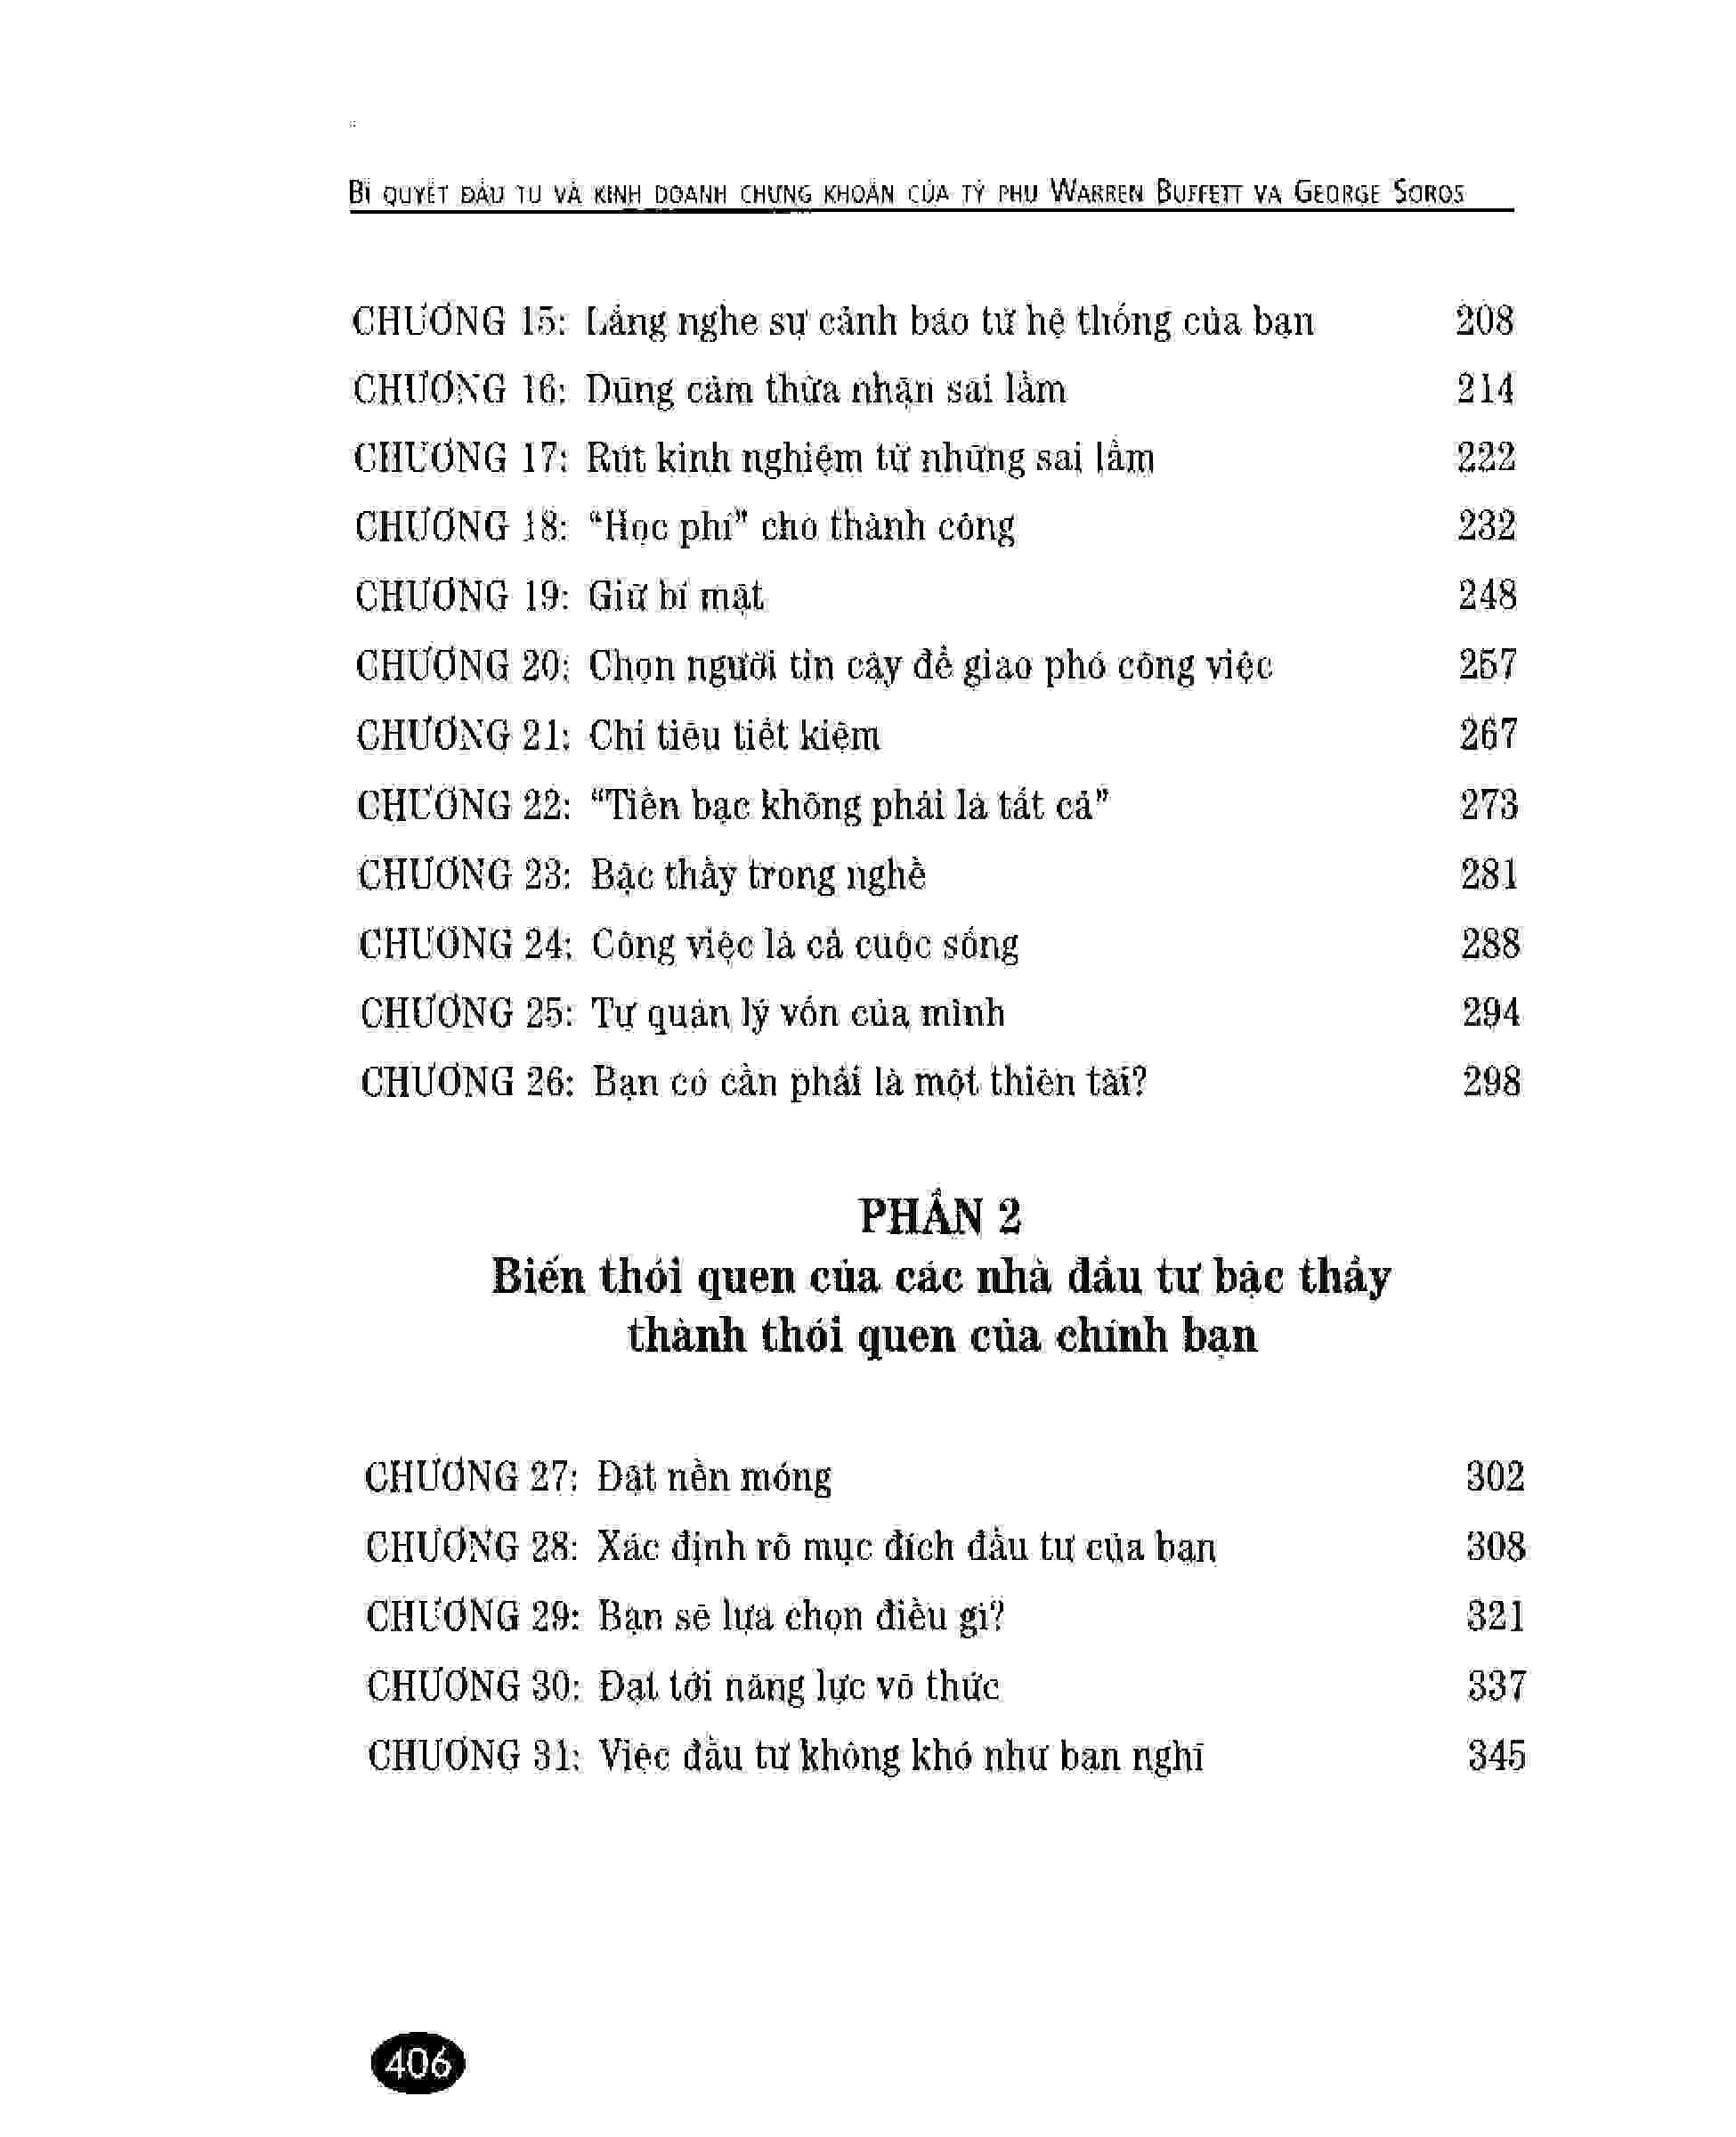 BÍ QUYẾT ĐẦU TƯ VÀ KINH DOANH CHỨNG KHOÁN CỦA TỶ PHÚ WARREN BUFFETT VÀ GEORGE SOROS
CHƯƠNG 15: Lắng nghe sự cảnh báo từ hệ thống của bạn 208
CHƯƠNG 16: Dũng cảm thừa nhận sai lầm 214
CHƯƠNG 17: Rút kinh nghiệm từ những sai lầm 222
CHƯƠNG 18: “Học phí” cho thành công 232
CHƯƠNG 19: Giữ bí mật 248
CHƯƠNG 20: Chọn người tin cậy để giao phó công việc 257
CHƯƠNG 21: Chi tiêu tiết kiệm 267
CHƯƠNG 22: “Tiền bạc không phải là tất cả” 273
CHƯƠNG 23: Bậc thầy trong nghề 281
CHƯƠNG 24: Công việc là cả cuộc sống 288
CHƯƠNG 25: Tự quản lý vốn của mình 294
CHƯƠNG 26: Bạn có cần phải là một thiên tài? 298
PHẦN 2
Biến thói quen của các nhà đầu tư bậc thầy
thành thói quen của chính bạn
CHƯƠNG 27: Đặt nền móng 302
CHƯƠNG 28: Xác định rõ mục đích đầu tư của bạn 308
CHƯƠNG 29: Bạn sẽ lựa chọn điều gì? 321
CHƯƠNG 30: Đạt tới năng lực vô thức 337
CHƯƠNG 31: Việc đầu tư không khó như bạn nghĩ 345
406